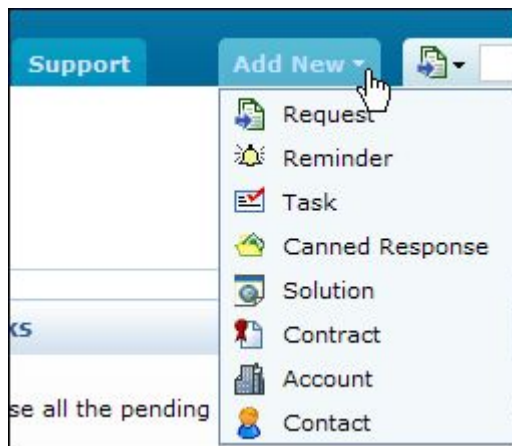 Support
Add New
Request
Reminder
Task
Canned Response
Solution
ks
Contract
Account
se all the pending
Contact